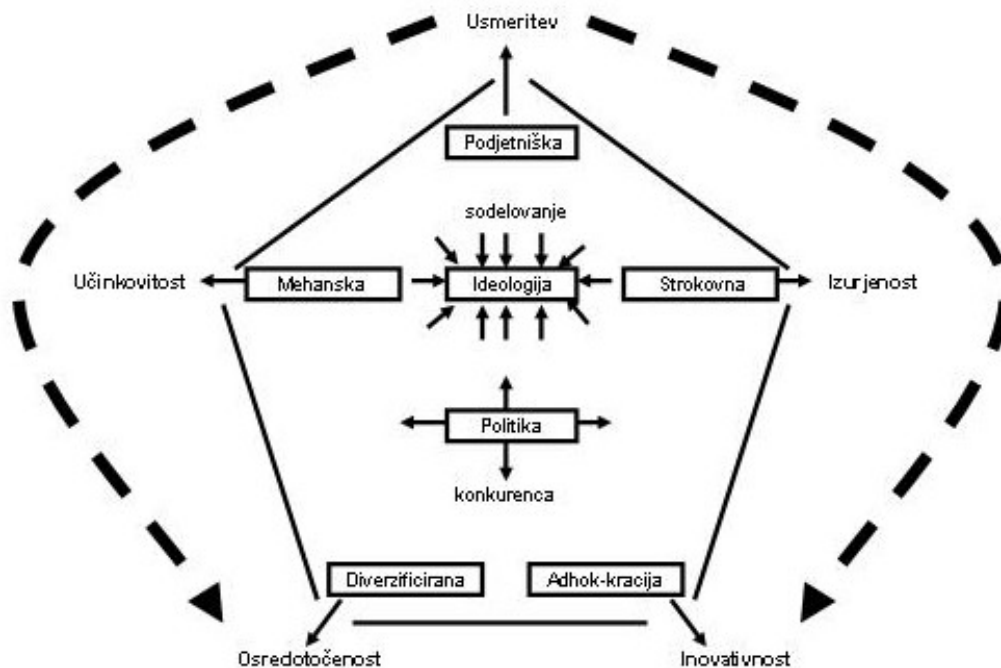 Usmeritev
Podjetniška
sodelovanje
Učinkovitost
Mehanska
Ideologija
Strokovna
Izurjenost
Politika
konkurenca
Diverzificirana
Adhok-kracija
Osredotočenost
Inovativnost